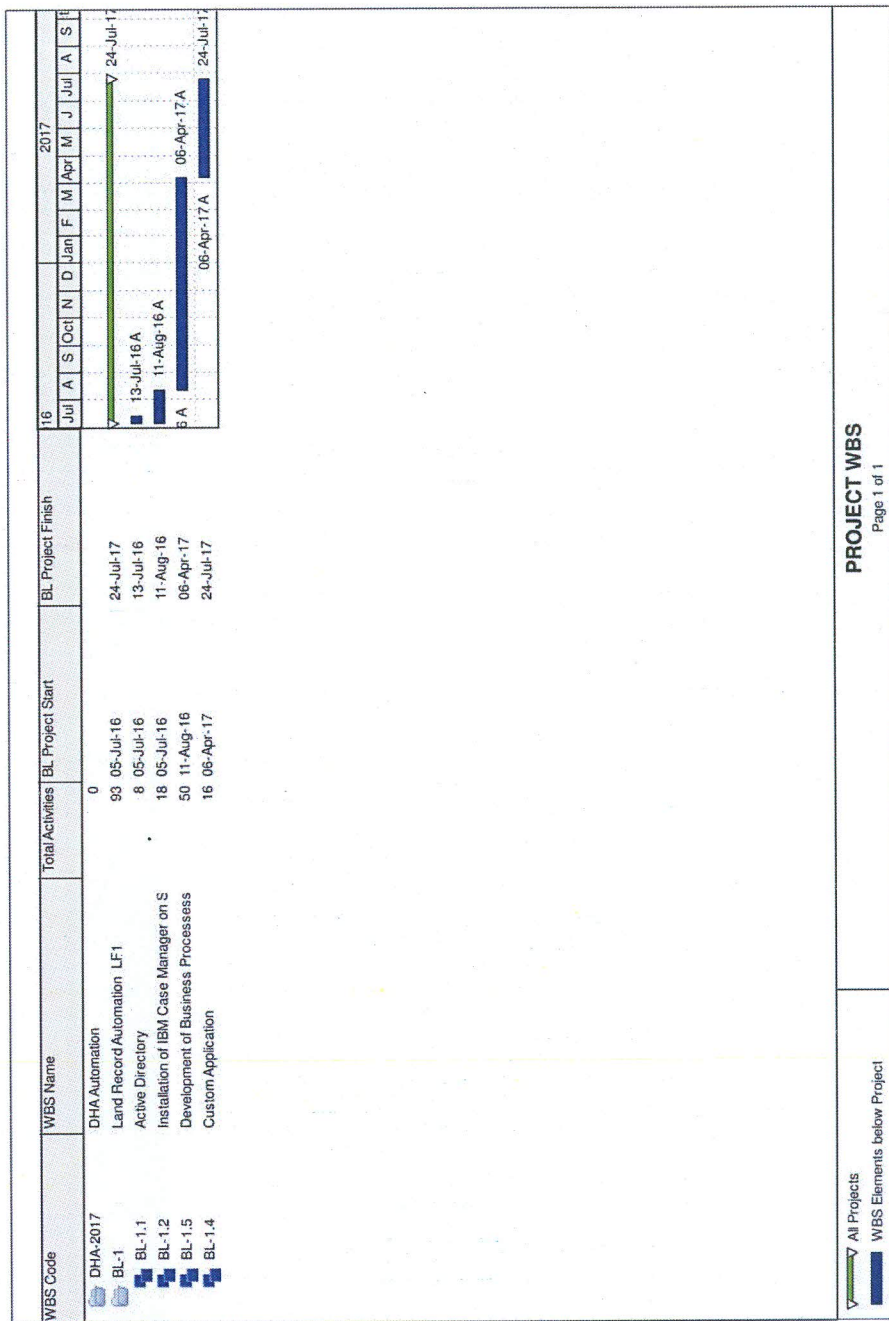 WBS Code WBS Name Total Activities BL Project Start BL Project Finish 16 2017
Jul A S Oct N D Jan F M Apr M J Jul A S
DHA-2017 DHA Automation 0
BL-1 Land Record Automation LF1 93 05-Jul-16 24-Jul-17 24-Jul-17
BL-1.1 Active Directory 8 05-Jul-16 13-Jul-16 13-Jul-16 A
BL-1.2 Installation of IBM Case Manager on S 18 05-Jul-16 11-Aug-16 11-Aug-16 A
BL-1.5 Development of Business Processess 50 11-Aug-16 06-Apr-17 6 A 06-Apr-17 A
BL-1.4 Custom Application 16 06-Apr-17 24-Jul-17 06-Apr-17 A 24-Jul-17
All Projects
WBS Elements below Project
PROJECT WBS
Page 1 of 1